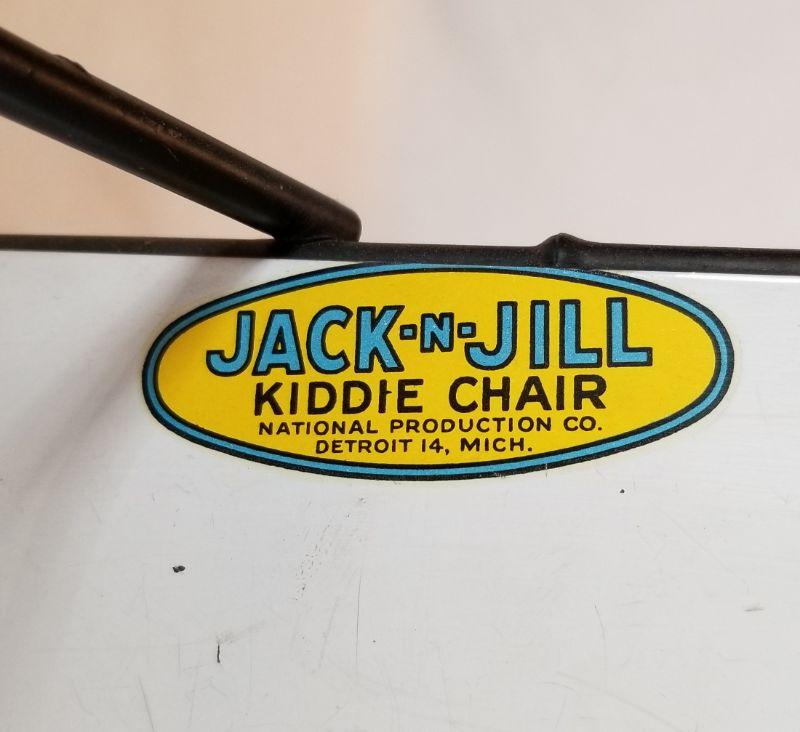 JACK-N-JILL
KIDDIE CHAIR
NATIONAL PRODUCTION CO.
DETROIT 14, MICH.